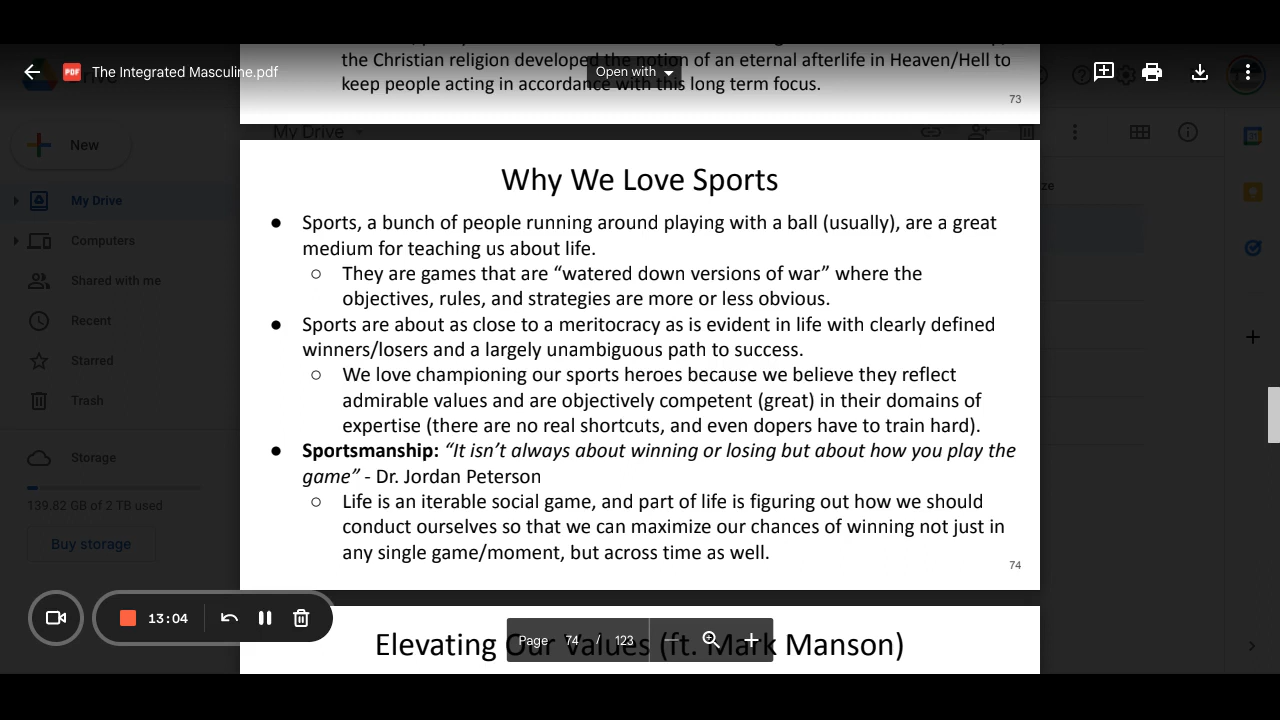 the Christian religion developed the notion of an eternal afterlife in Heaven/Hell to
keep people acting in accordance with this long term focus.
73
PDF
The Integrated Masculine.pdf
Open with
My Drive
New
My Drive
Computers
Shared with me
Recent
Starred
Trash
Storage
139.82 GB of 2 TB used
Buy storage
Why We Love Sports
● Sports, a bunch of people running around playing with a ball (usually), are a great
medium for teaching us about life.
○ They are games that are “watered down versions of war” where the
objectives, rules, and strategies are more or less obvious.
● Sports are about as close to a meritocracy as is evident in life with clearly defined
winners/losers and a largely unambiguous path to success.
○ We love championing our sports heroes because we believe they reflect
admirable values and are objectively competent (great) in their domains of
expertise (there are no real shortcuts, and even dopers have to train hard).
● Sportsmanship: “It isn’t always about winning or losing but about how you play the
game” - Dr. Jordan Peterson
○ Life is an iterable social game, and part of life is figuring out how we should
conduct ourselves so that we can maximize our chances of winning not just in
any single game/moment, but across time as well.
74
13:04
Elevating Our Values (ft. Mark Manson)
Page 74 / 123